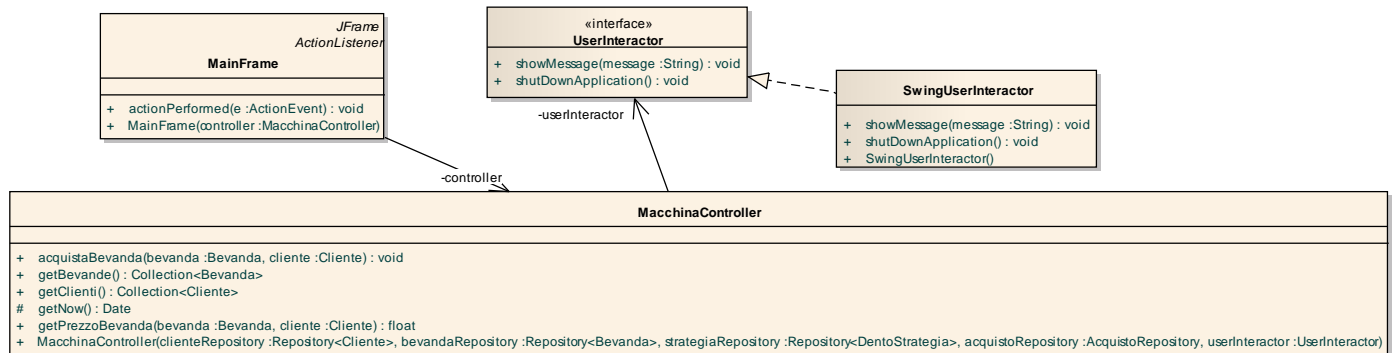 JFrame
ActionListener
MainFrame
+ actionPerformed(e :ActionEvent) : void
+ MainFrame(controller :MacchinaController)
«interface»
UserInteractor
+ showMessage(message :String) : void
+ shutDownApplication() : void
SwingUserInteractor
+ showMessage(message :String) : void
+ shutDownApplication() : void
+ SwingUserInteractor()
-userInteractor
-controller
MacchinaController
+ acquistaBevanda(bevanda :Bevanda, cliente :Cliente) : void
+ getBevande() : Collection<Bevanda>
+ getClienti() : Collection<Cliente>
# getNow() : Date
+ getPrezzoBevanda(bevanda :Bevanda, cliente :Cliente) : float
+ MacchinaController(clienteRepository :Repository<Cliente>, bevandaRepository :Repository<Bevanda>, strategiaRepository :Repository<DentoStrategia>, acquistoRepository :AcquistoRepository, userInteractor :UserInteractor)